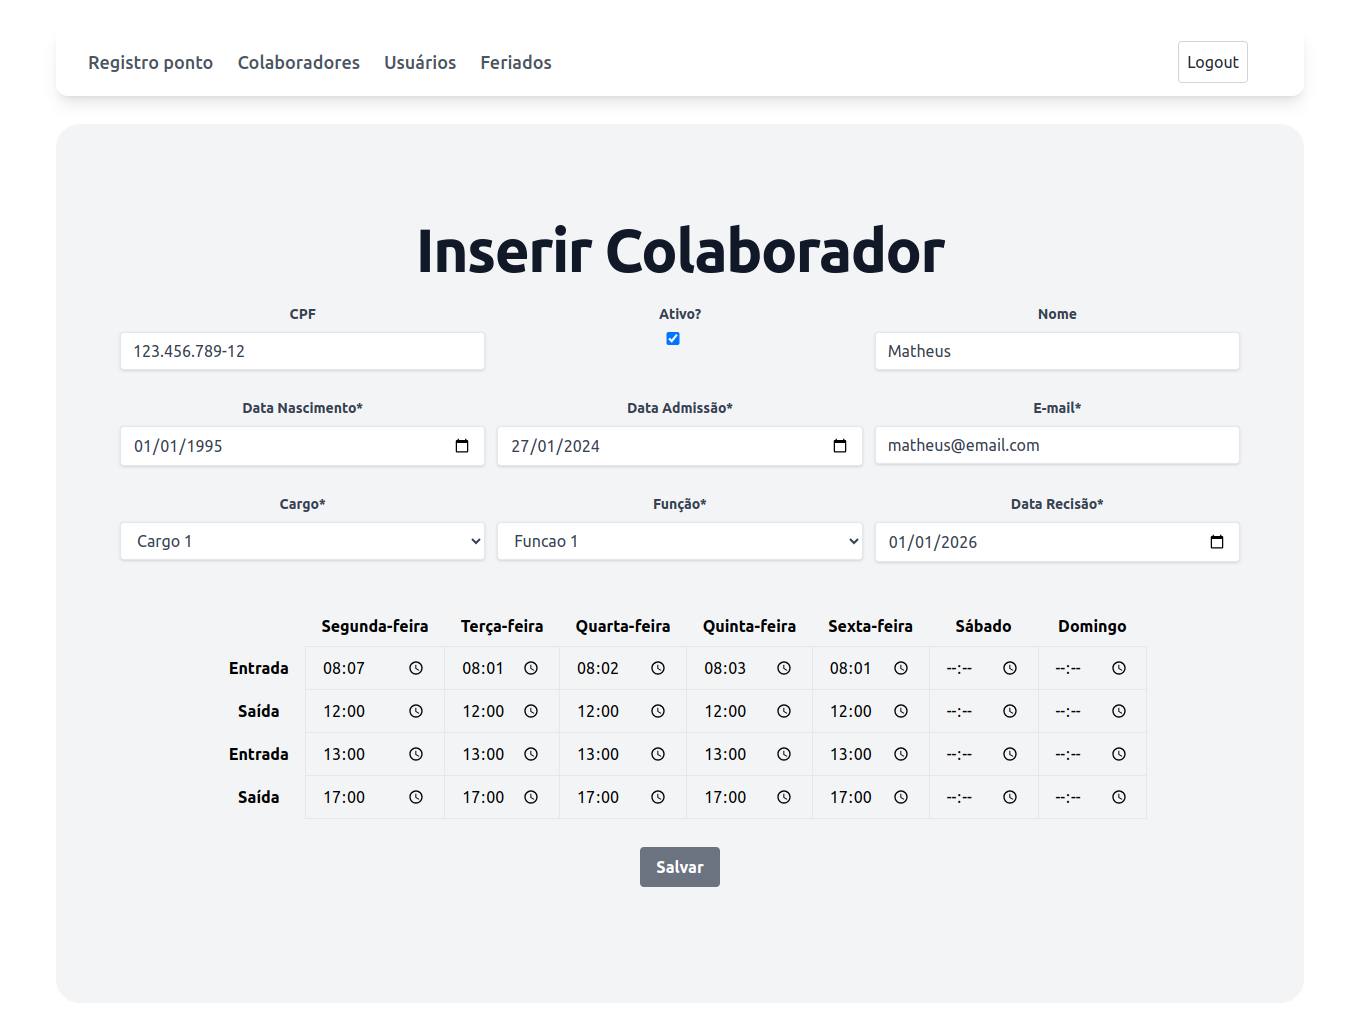 Registro ponto Colaboradores Usuários Feriados Logout
Inserir Colaborador
CPF Ativo? Nome
123.456.789-12 Matheus
Data Nascimento* Data Admissão* E-mail*
01/01/1995 27/01/2024 matheus@email.com
Cargo* Função* Data Recisão*
Cargo 1 Funcao 1 01/01/2026
Segunda-feira Terça-feira Quarta-feira Quinta-feira Sexta-feira Sábado Domingo
Entrada 08:07 08:01 08:02 08:03 08:01 --:-- --:--
Saída 12:00 12:00 12:00 12:00 12:00 --:-- --:--
Entrada 13:00 13:00 13:00 13:00 13:00 --:-- --:--
Saída 17:00 17:00 17:00 17:00 17:00 --:-- --:--
Salvar